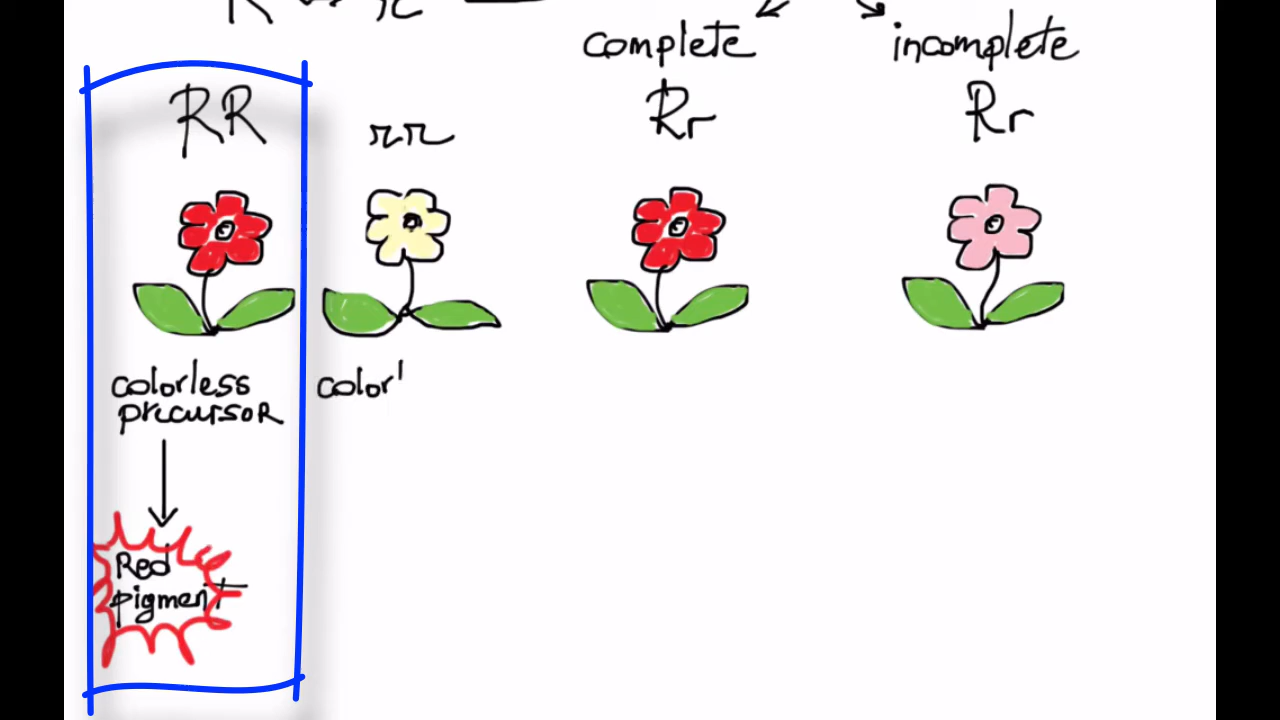 complete
incomplete
RR
rr
Rr
Rr
colorless
precursor
color
Red
pigment